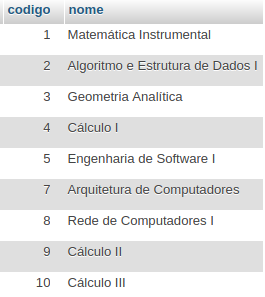 codigo nome
1 Matemática Instrumental
2 Algoritmo e Estrutura de Dados I
3 Geometria Analítica
4 Cálculo I
5 Engenharia de Software I
7 Arquitetura de Computadores
8 Rede de Computadores I
9 Cálculo II
10 Cálculo III